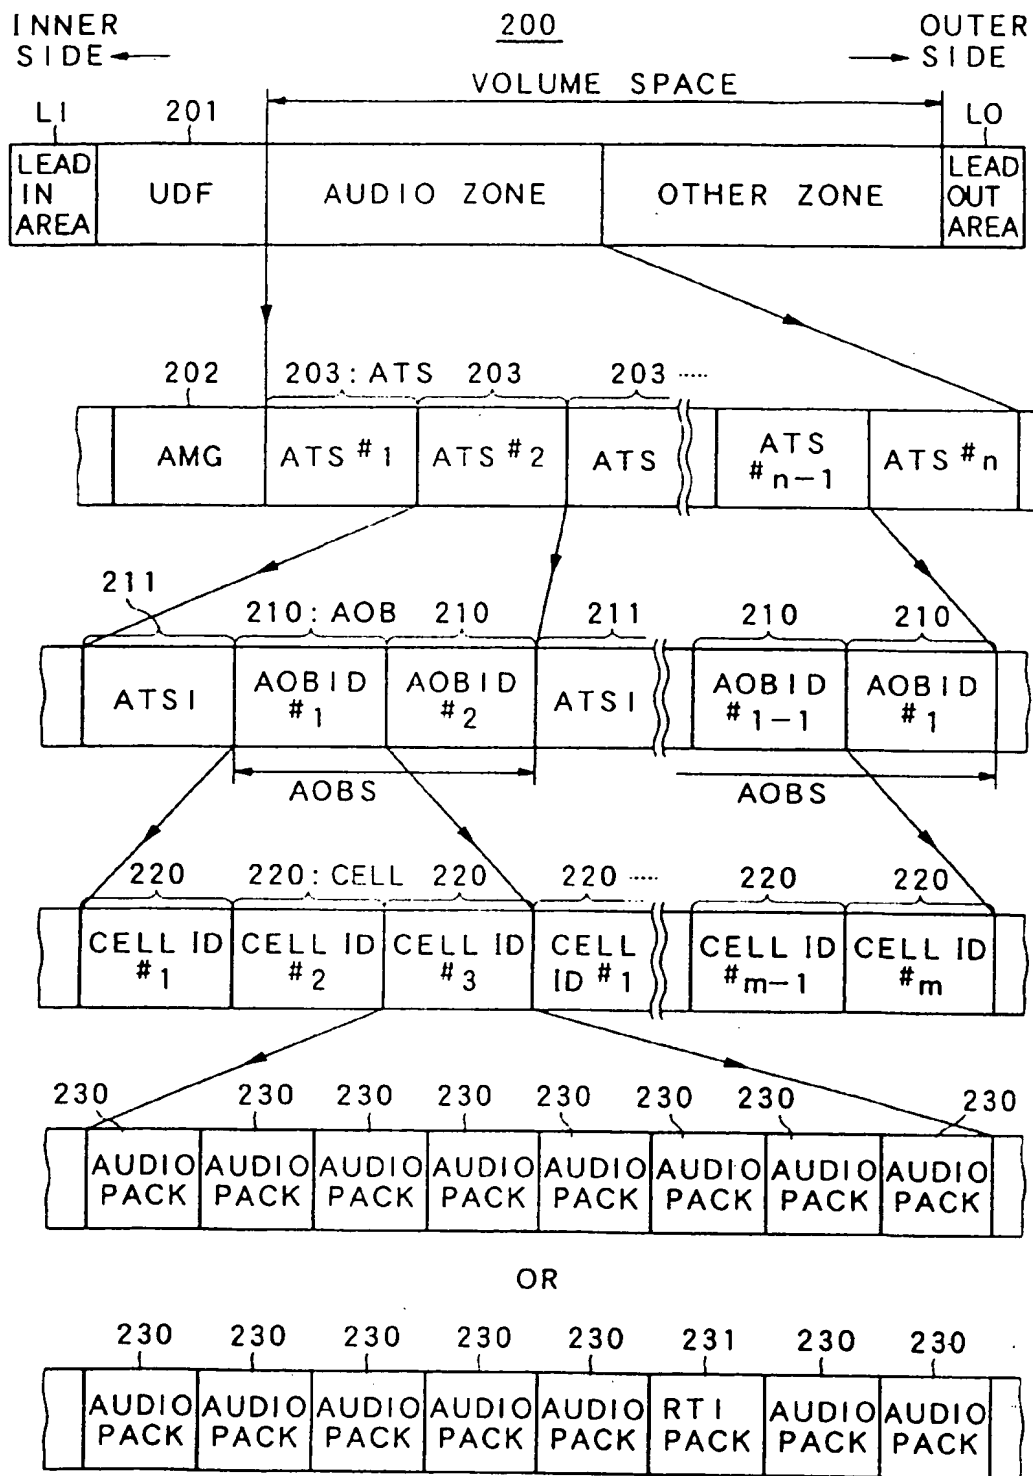 INNER SIDE
200
OUTER SIDE
VOLUME SPACE
LI 201 LO
LEAD IN AREA
UDF
AUDIO ZONE
OTHER ZONE
LEAD OUT AREA
202 203:ATS 203 203 .....
AMG
ATS #1
ATS #2
ATS
ATS #n-1
ATS #n
211 210:AOB 210 211 210 210
ATSI
AOBID #1
AOBID #2
ATSI
AOBID #1-1
AOBID #1
AOBS
AOBS
220 220:CELL 220 220 ..... 220 220
CELL ID #1
CELL ID #2
CELL ID #3
CELL ID #1
CELL ID #m-1
CELL ID #m
230 230 230 230 230 230 230 230
AUDIO PACK
AUDIO PACK
AUDIO PACK
AUDIO PACK
AUDIO PACK
AUDIO PACK
AUDIO PACK
AUDIO PACK
OR
230 230 230 230 230 231 230 230
AUDIO PACK
AUDIO PACK
AUDIO PACK
AUDIO PACK
AUDIO PACK
RTI PACK
AUDIO PACK
AUDIO PACK